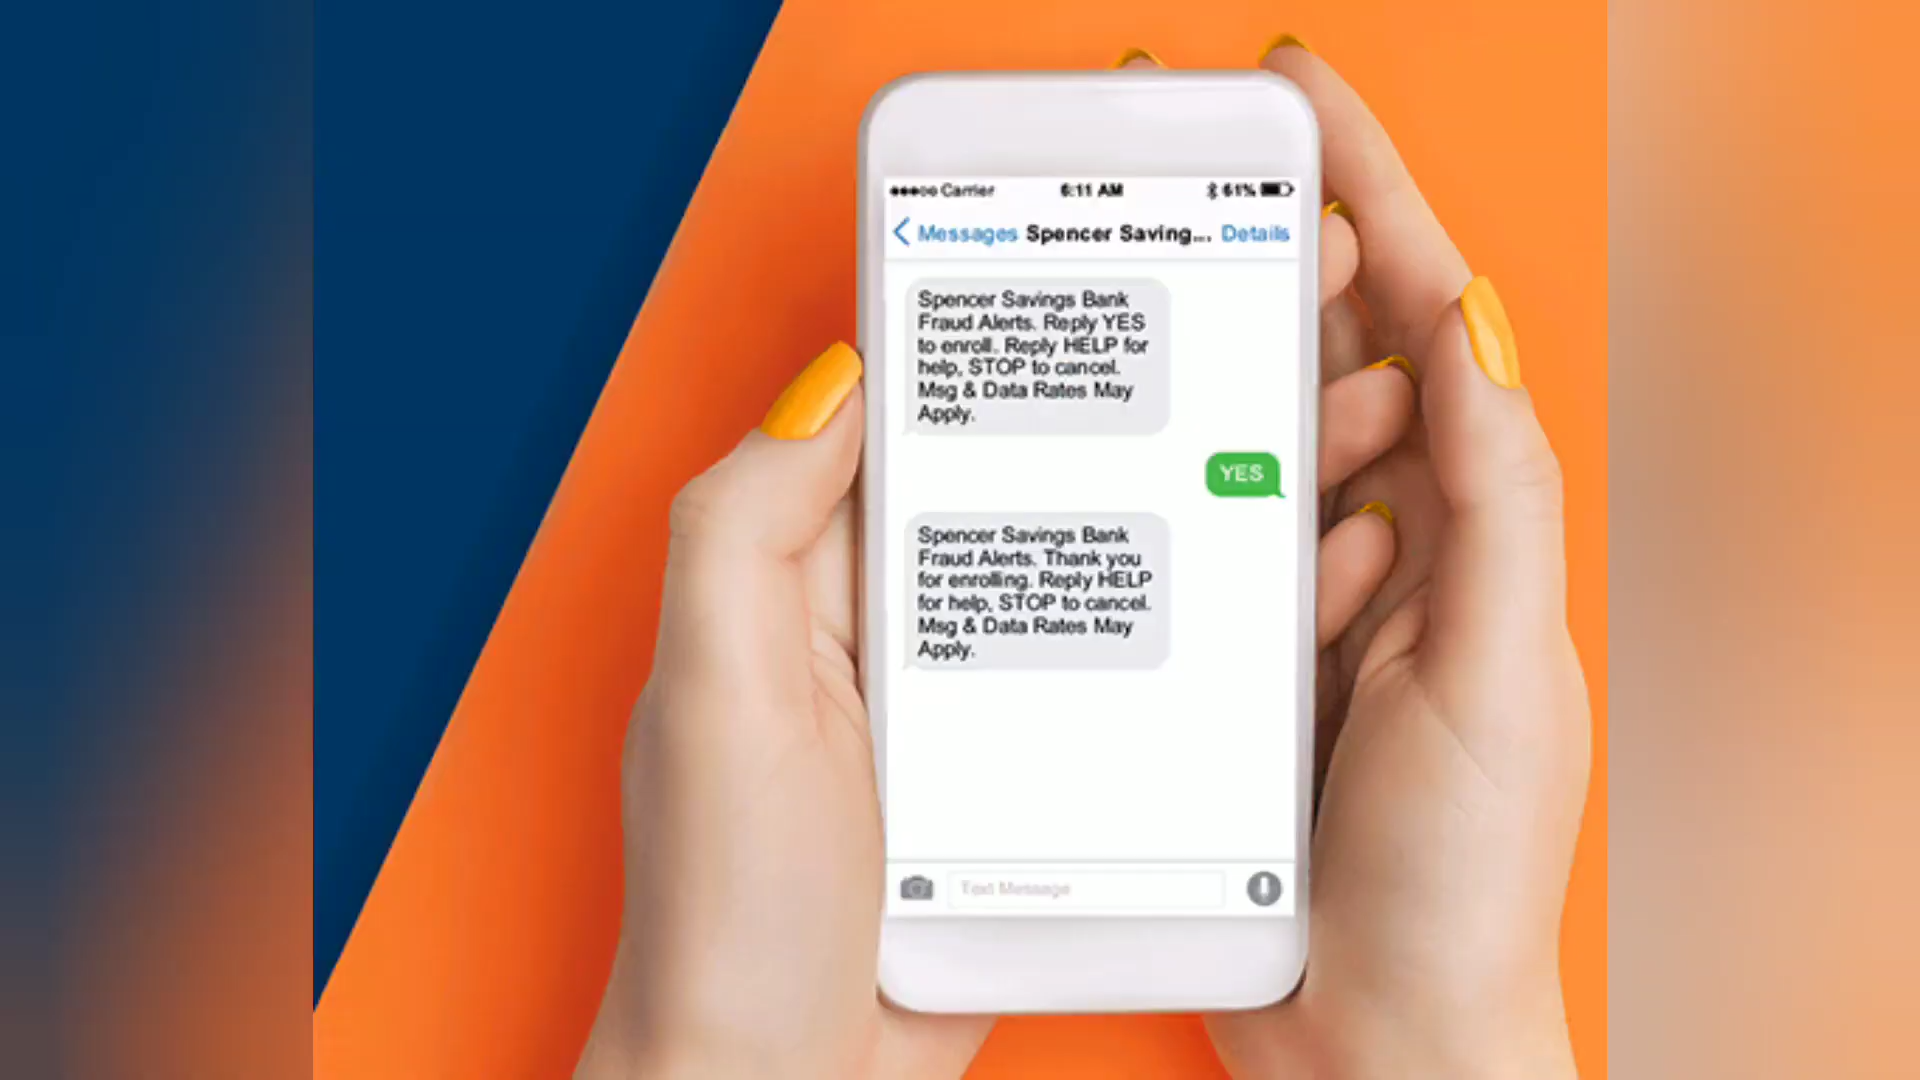 Carrier 6:11 AM 61%
Messages Spencer Saving... Details
Spencer Savings Bank
Fraud Alerts. Reply YES
to enroll. Reply HELP for
help, STOP to cancel.
Msg & Data Rates May
Apply.
YES
Spencer Savings Bank
Fraud Alerts. Thank you
for enrolling. Reply HELP
for help, STOP to cancel.
Msg & Data Rates May
Apply.
Text Message